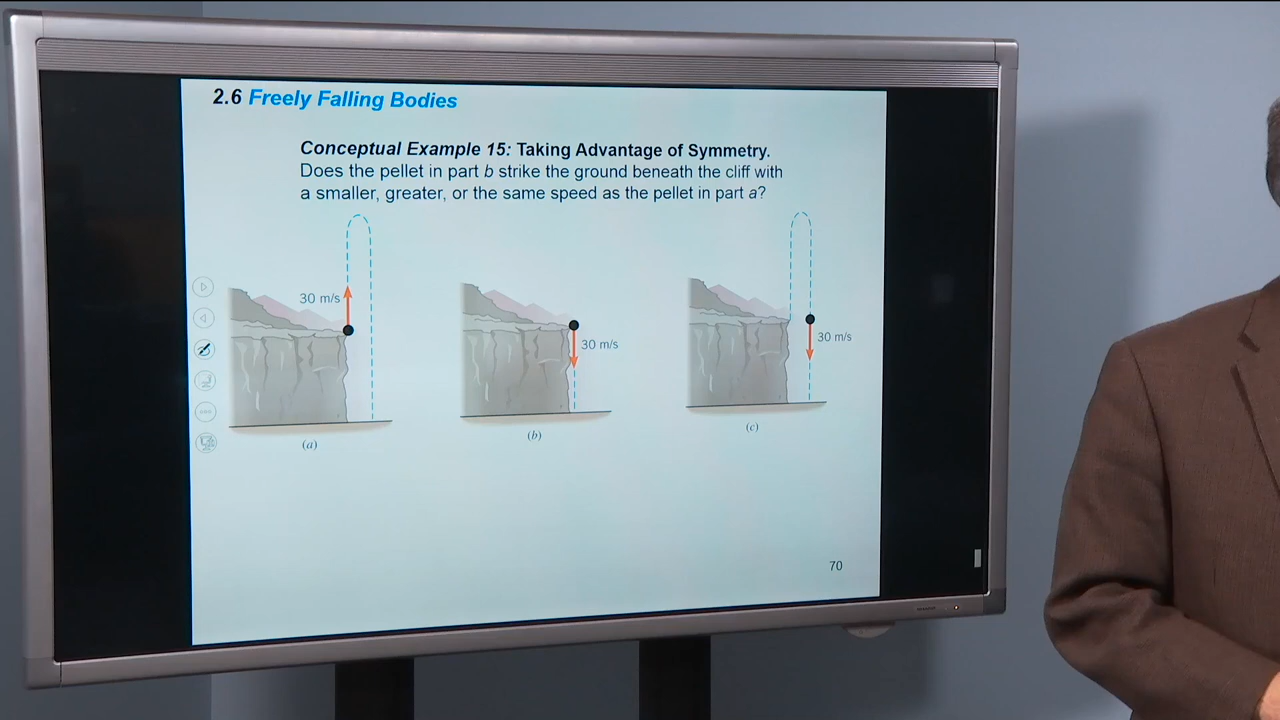 2.6 Freely Falling Bodies
Conceptual Example 15: Taking Advantage of Symmetry.
Does the pellet in part b strike the ground beneath the cliff with
a smaller, greater, or the same speed as the pellet in part a?
30 m/s
30 m/s
30 m/s
(a)
(b)
(c)
70